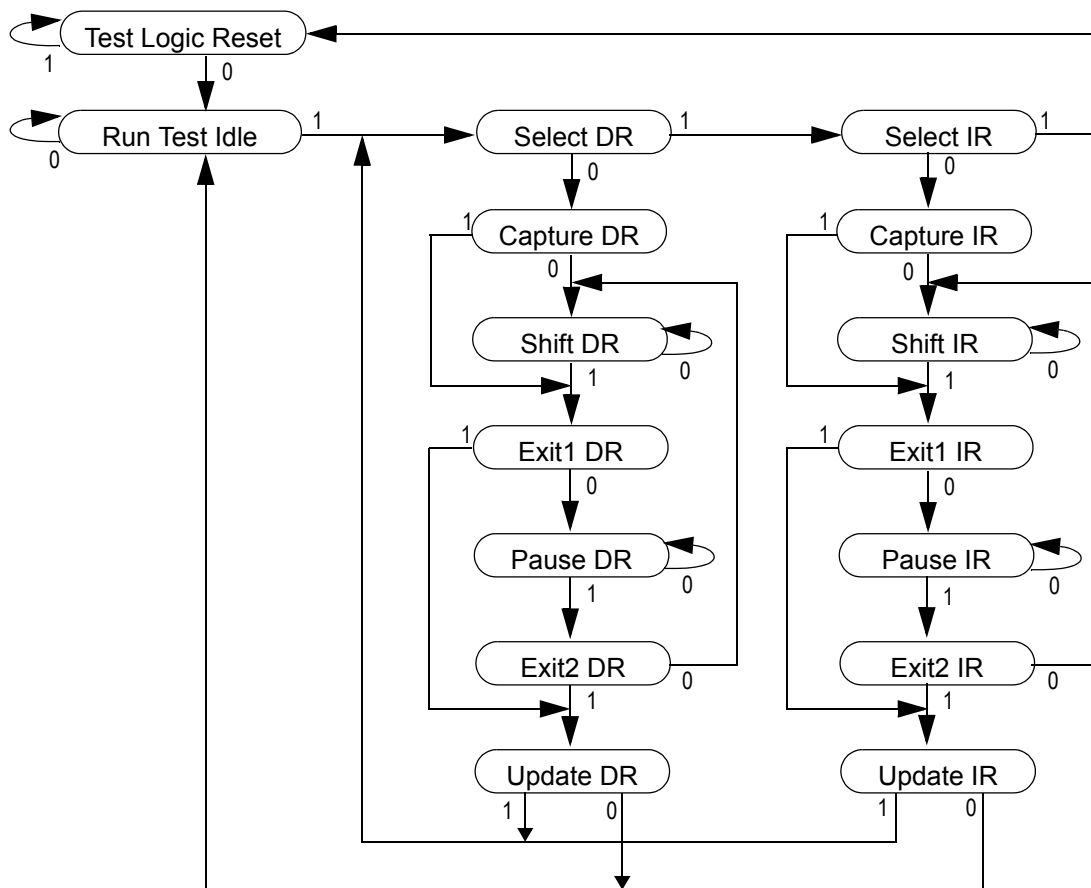 Test Logic Reset
1
0
Run Test Idle
1
0
Select DR
1
0
Select IR
1
0
1
Capture DR
0
1
Capture IR
0
Shift DR
0
1
Shift IR
0
1
1
Exit1 DR
0
1
Exit1 IR
0
Pause DR
0
1
Pause IR
0
1
Exit2 DR
0
1
Exit2 IR
0
1
Update DR
1
0
Update IR
1
0